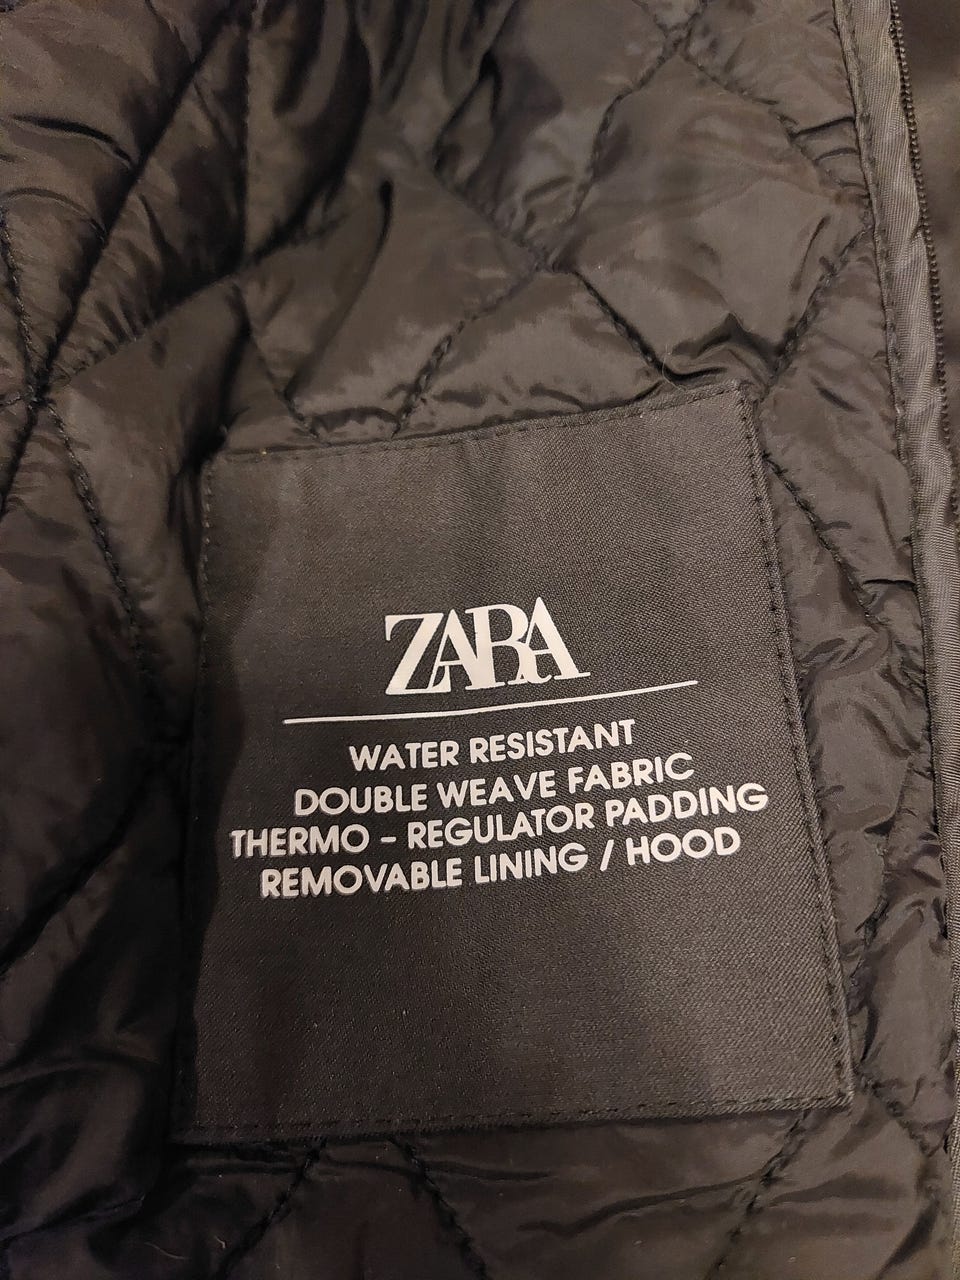 ZARA
WATER RESISTANT
DOUBLE WEAVE FABRIC
THERMO - REGULATOR PADDING
REMOVABLE LINING / HOOD